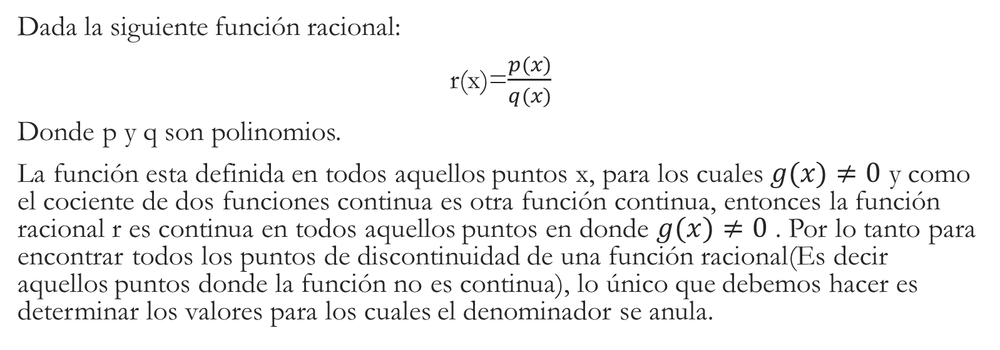 Dada la siguiente función racional:
r(x)=p(x)/q(x)
Donde p y q son polinomios.
La función esta definida en todos aquellos puntos x, para los cuales g(x) ≠ 0 y como
el cociente de dos funciones continua es otra función continua, entonces la función
racional r es continua en todos aquellos puntos en donde g(x) ≠ 0 . Por lo tanto para
encontrar todos los puntos de discontinuidad de una función racional(Es decir
aquellos puntos donde la función no es continua), lo único que debemos hacer es
determinar los valores para los cuales el denominador se anula.